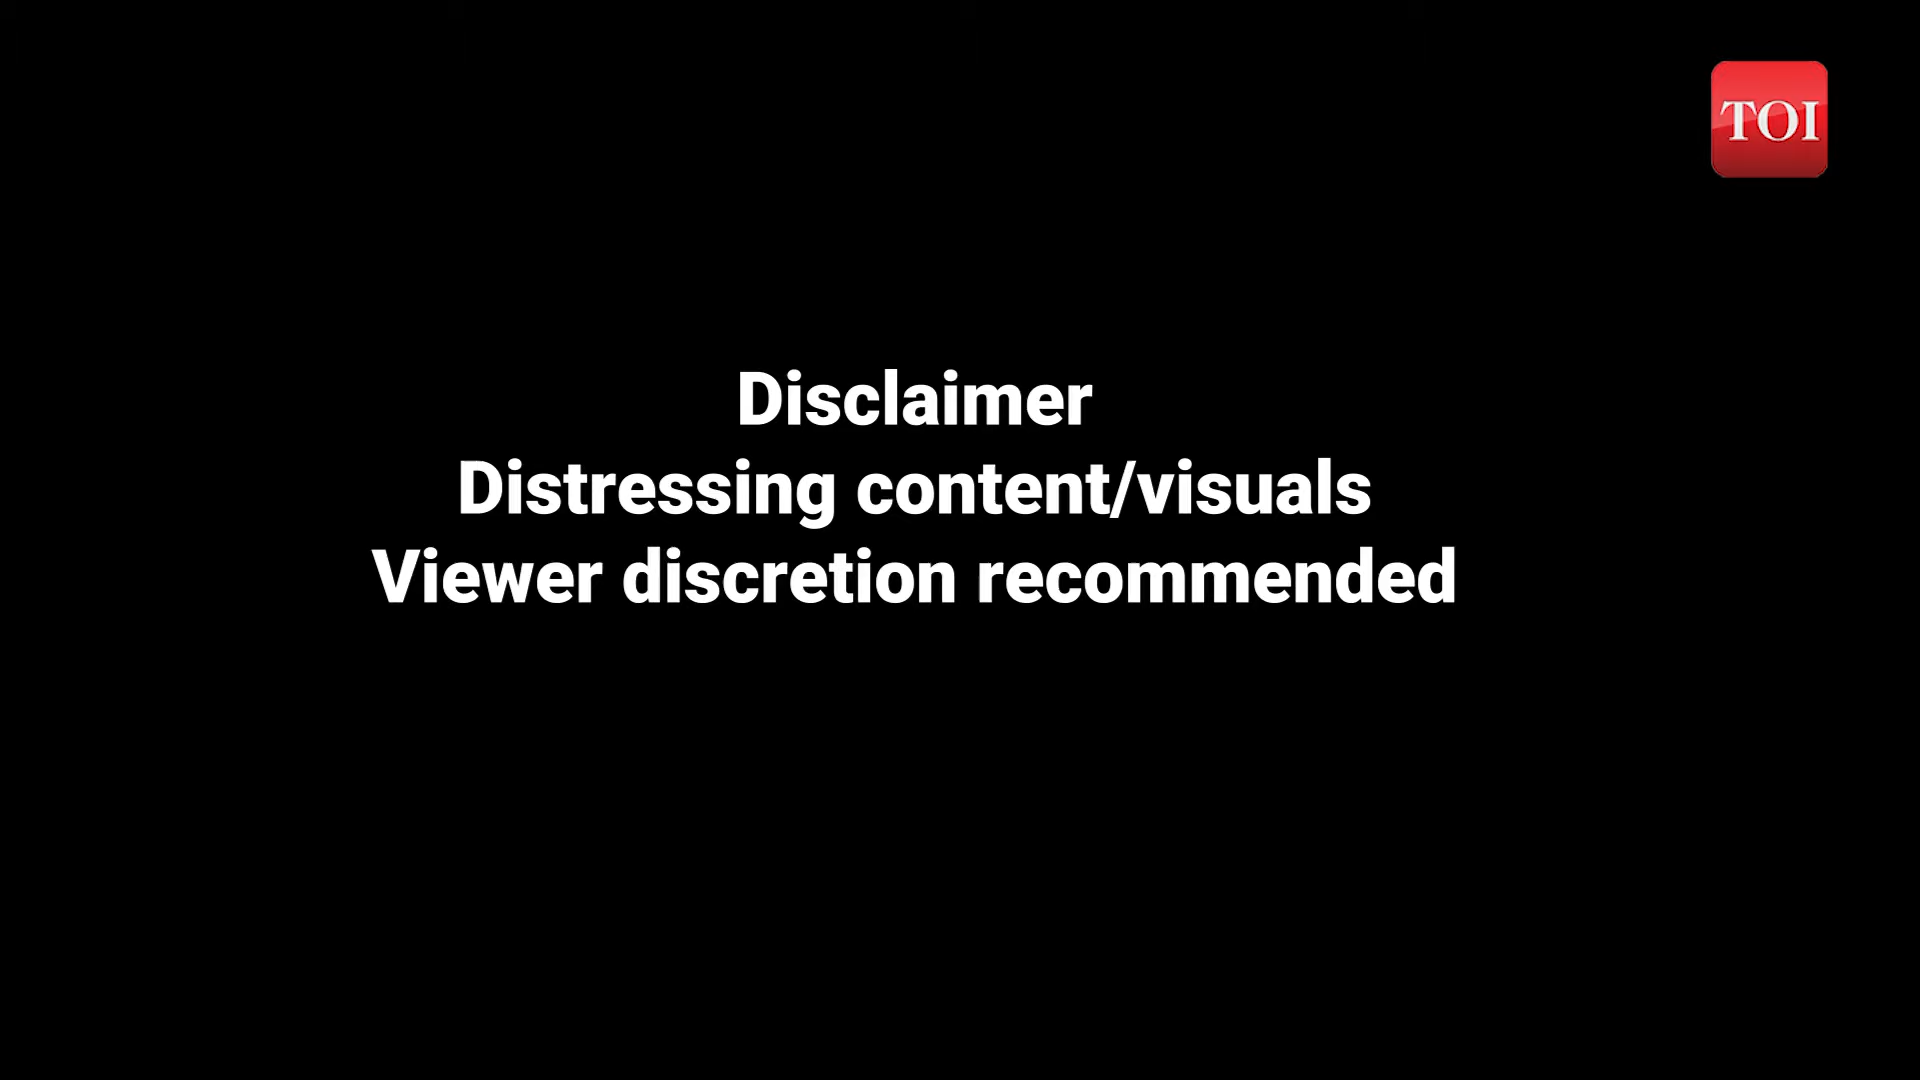 TOI
Disclaimer
Distressing content/visuals
Viewer discretion recommended